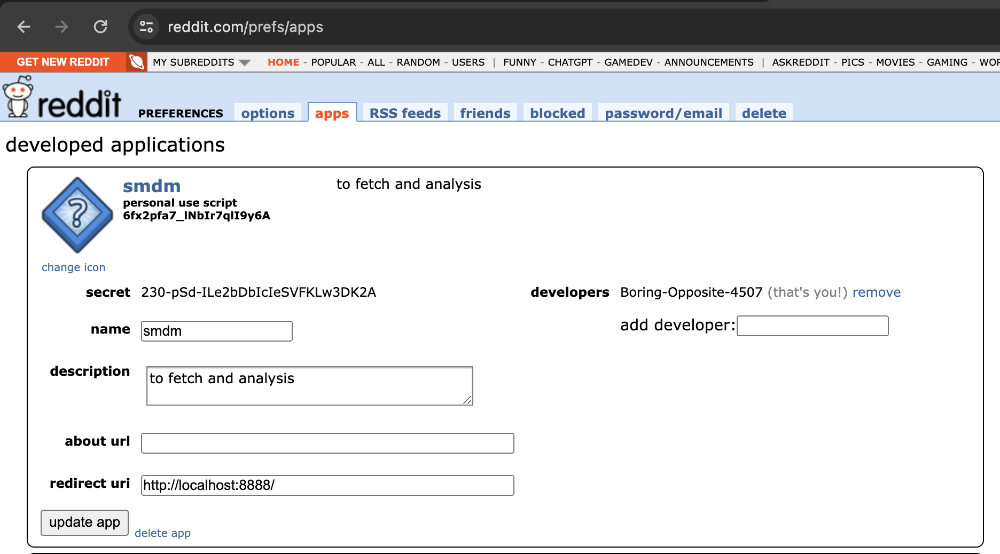 reddit.com/prefs/apps
GET NEW REDDIT MY SUBREDDITS HOME - POPULAR - ALL - RANDOM - USERS | FUNNY - CHATGPT - GAMEDEV - ANNOUNCEMENTS | ASKREDDIT - PICS - MOVIES - GAMING - WOR
reddit PREFERENCES options apps RSS feeds friends blocked password/email delete
developed applications
smdm to fetch and analysis
personal use script
6fx2pfa7_lNbIr7qlI9y6A
change icon
secret 230-pSd-ILe2bDbIcIeSVFKLw3DK2A developers Boring-Opposite-4507 (that's you!) remove
name smdm add developer:
description to fetch and analysis
about url
redirect uri http://localhost:8888/
update app delete app